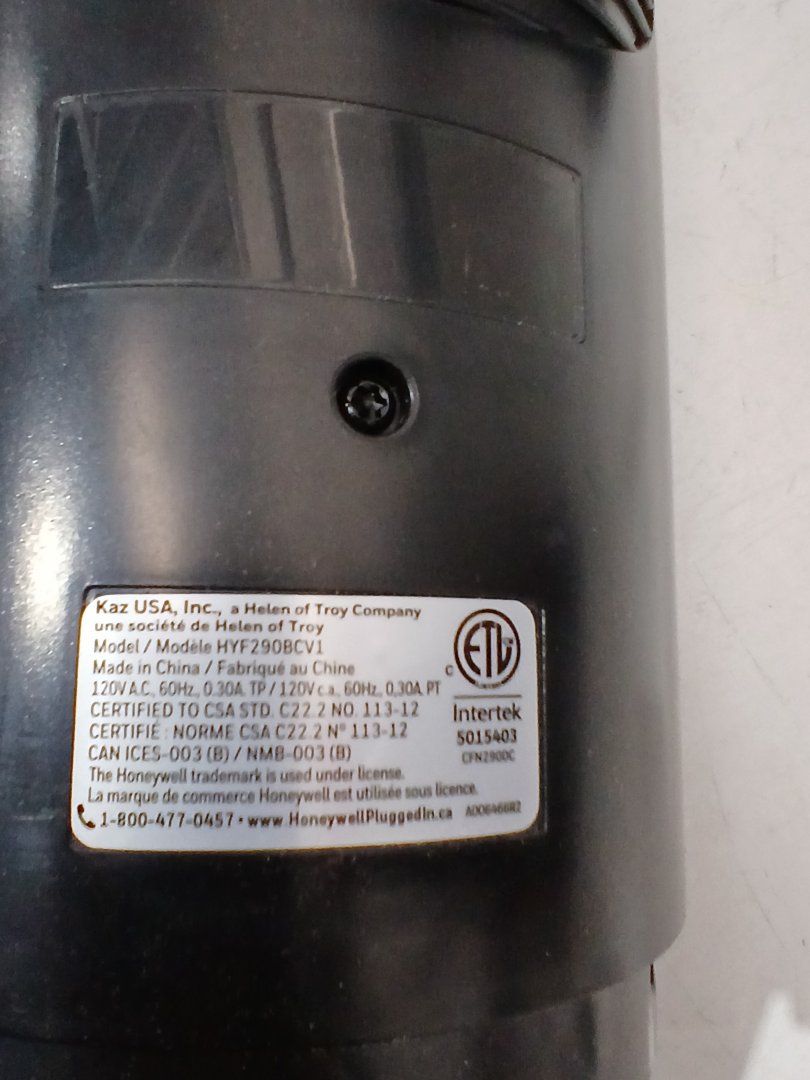 Kaz USA, Inc., a Helen of Troy Company
une société de Helen of Troy
Model / Modèle HYF290BCV1
Made in China / Fabriqué au Chine
120V A.C., 60Hz., 0.30A. TP / 120V c.a., 60Hz., 0.30A. PT
CERTIFIED TO CSA STD. C22.2 NO. 113-12
CERTIFIÉ : NORME CSA C22.2 N° 113-12
CAN ICES-003 (B) / NMB-003 (B)
The Honeywell trademark is used under license.
La marque de commerce Honeywell est utilisée sous licence.
1-800-477-0457 • www.HoneywellPluggedIn.ca
A006466R2
ETL
c
Intertek
5015403
CFN290DC